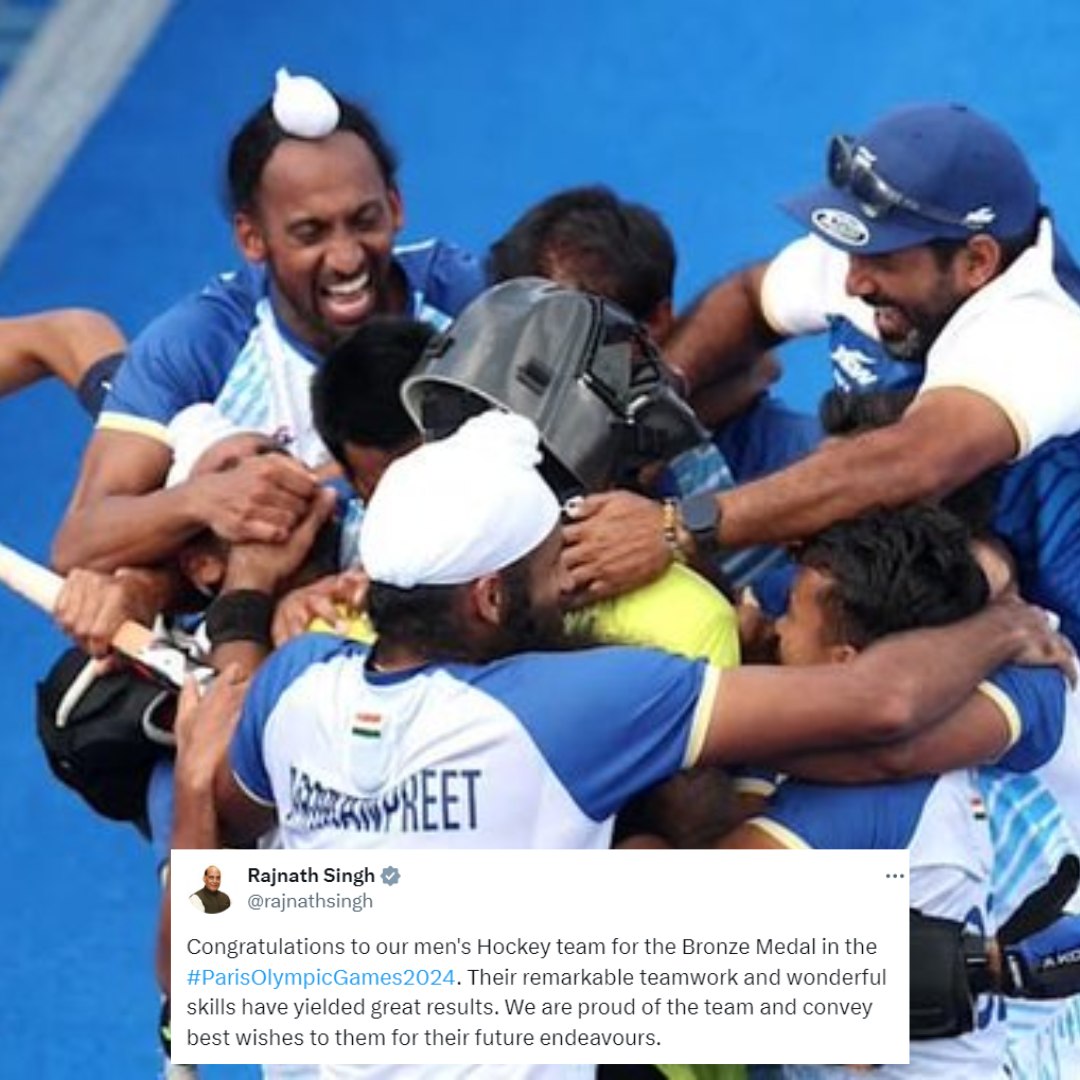 JARMANPREET
Rajnath Singh
@rajnathsingh
Congratulations to our men's Hockey team for the Bronze Medal in the
#ParisOlympicGames2024. Their remarkable teamwork and wonderful
skills have yielded great results. We are proud of the team and convey
best wishes to them for their future endeavours.